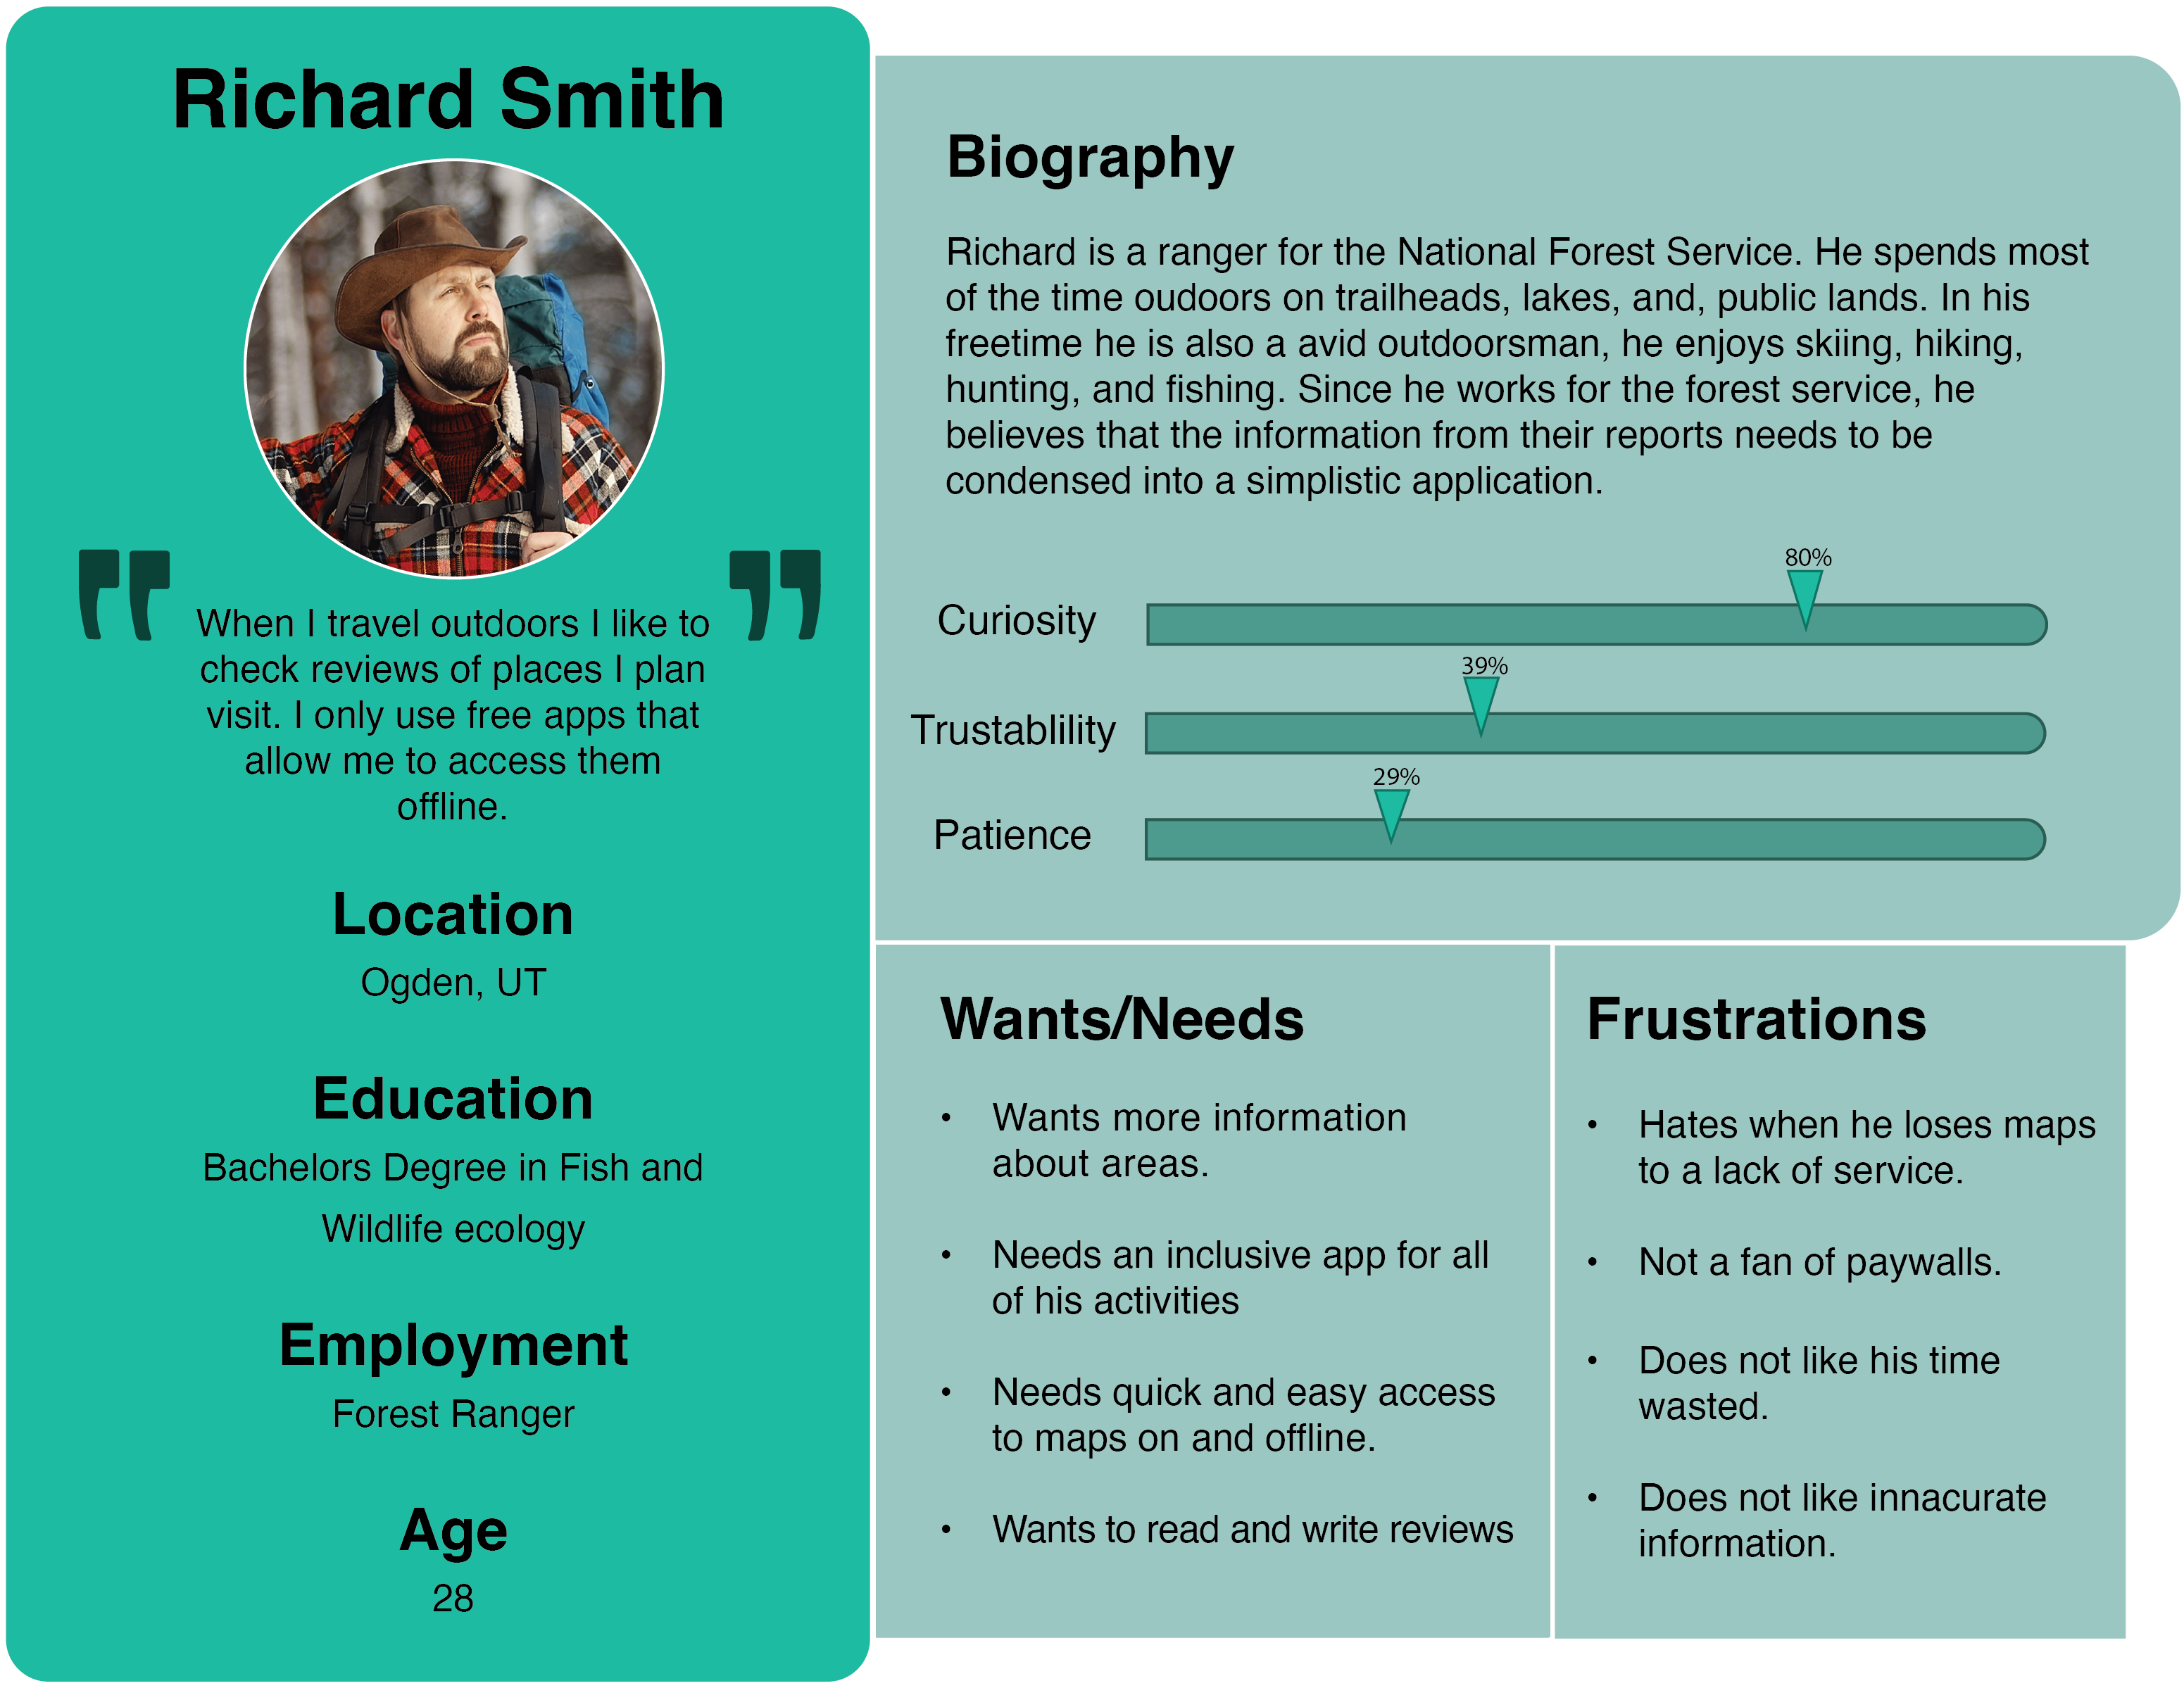 Richard Smith
When I travel outdoors I like to
check reviews of places I plan
visit. I only use free apps that
allow me to access them
offline.
Location
Ogden, UT
Education
Bachelors Degree in Fish and
Wildlife ecology
Employment
Forest Ranger
Age
28
Biography
Richard is a ranger for the National Forest Service. He spends most
of the time oudoors on trailheads, lakes, and, public lands. In his
freetime he is also a avid outdoorsman, he enjoys skiing, hiking,
hunting, and fishing. Since he works for the forest service, he
believes that the information from their reports needs to be
condensed into a simplistic application.
80%
Curiosity
39%
Trustablility
29%
Patience
Wants/Needs
• Wants more information
about areas.
• Needs an inclusive app for all
of his activities
• Needs quick and easy access
to maps on and offline.
• Wants to read and write reviews
Frustrations
• Hates when he loses maps
to a lack of service.
• Not a fan of paywalls.
• Does not like his time
wasted.
• Does not like innacurate
information.